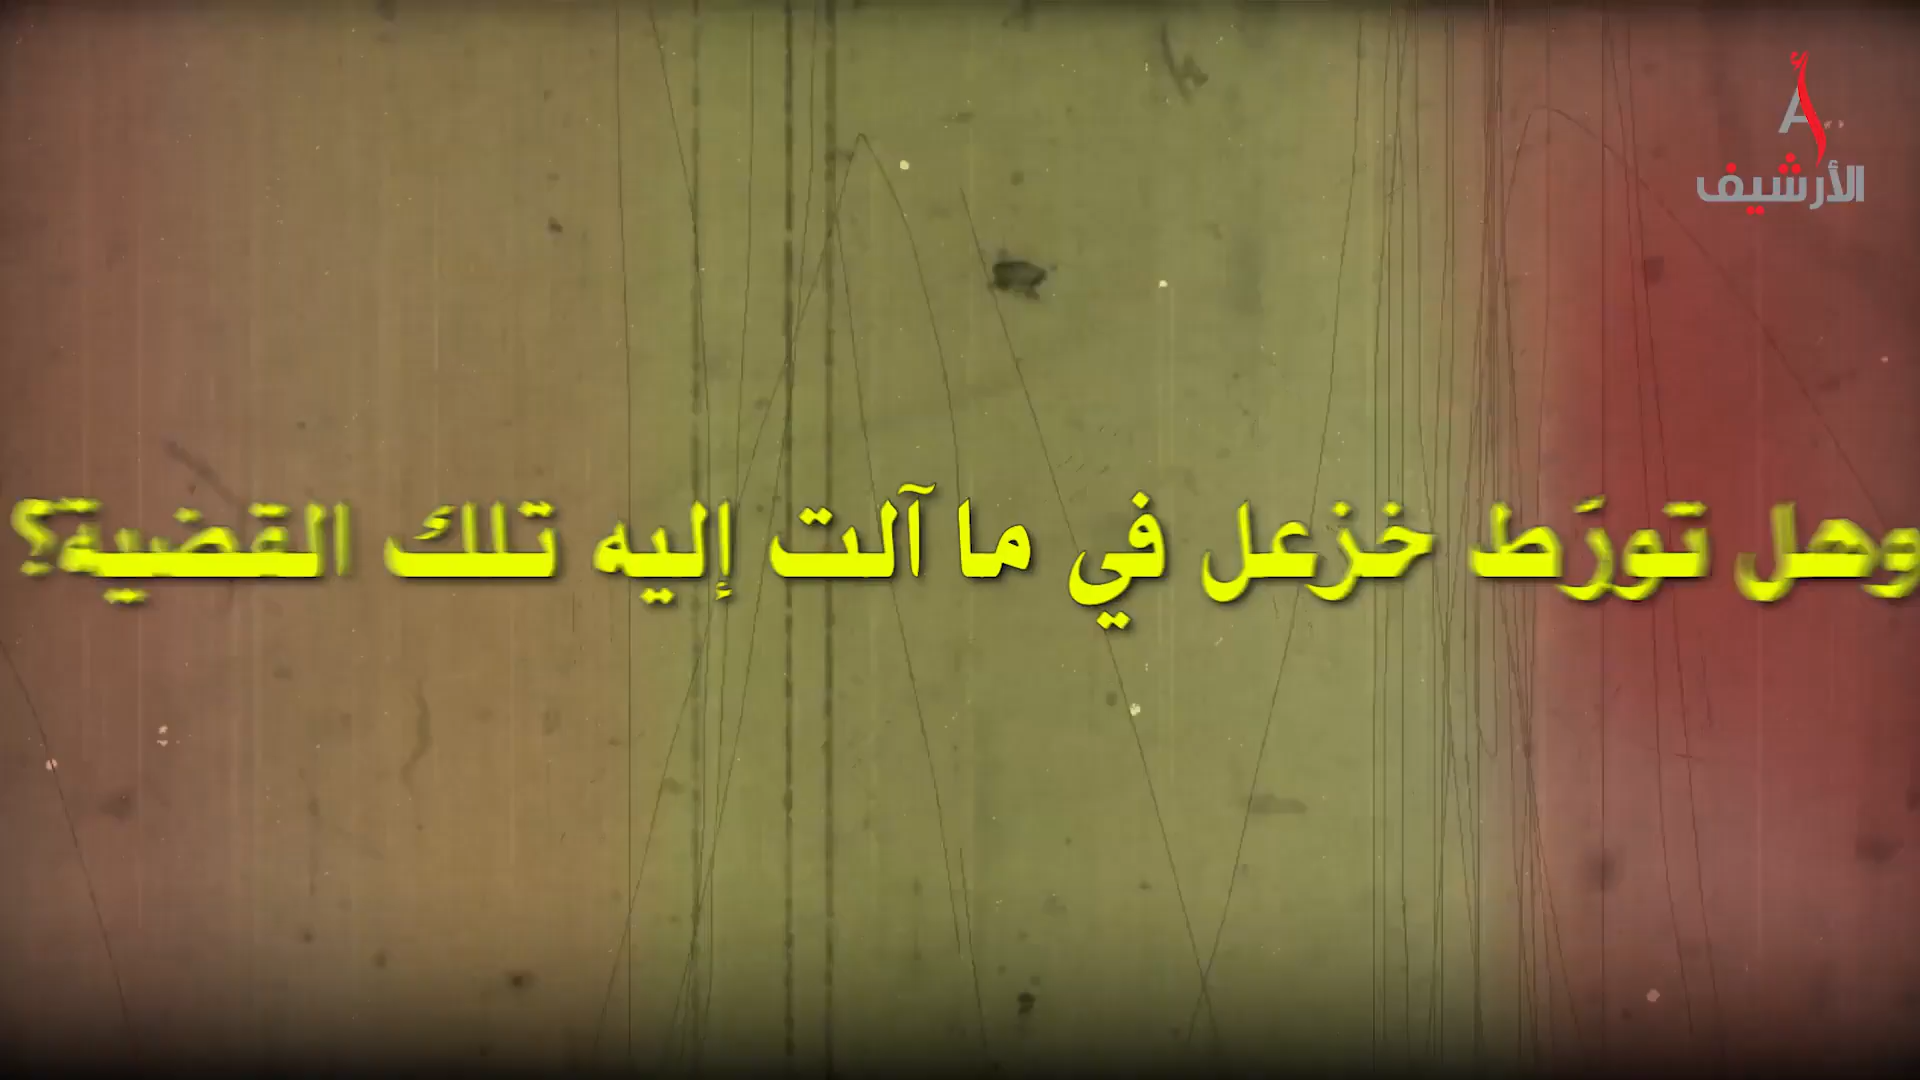 الأرشيف
وهل تورَط خزعل في ما آلت إليه تلك القضية؟